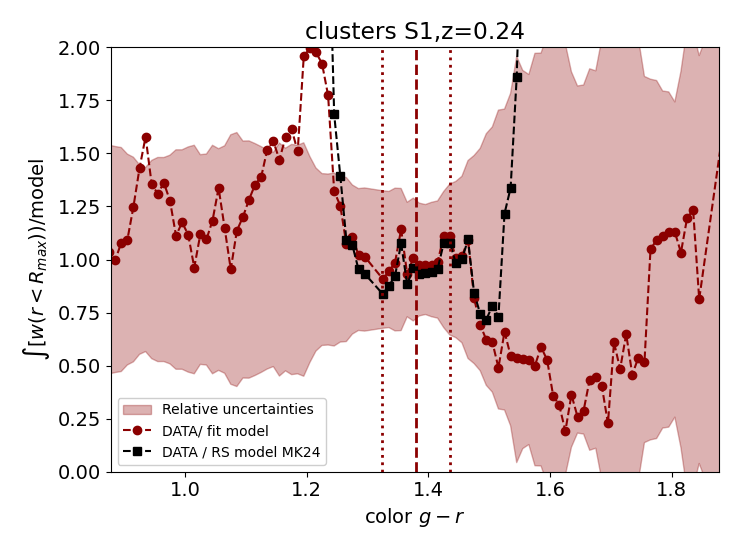 clusters S1,z=0.24
2.00
1.75
1.50
1.25
1.00
0.75
0.50
0.25
0.00
∫[w(r < R_{max}))/model
Relative uncertainties
DATA/ fit model
DATA / RS model MK24
1.0 1.2 1.4 1.6 1.8
color g − r